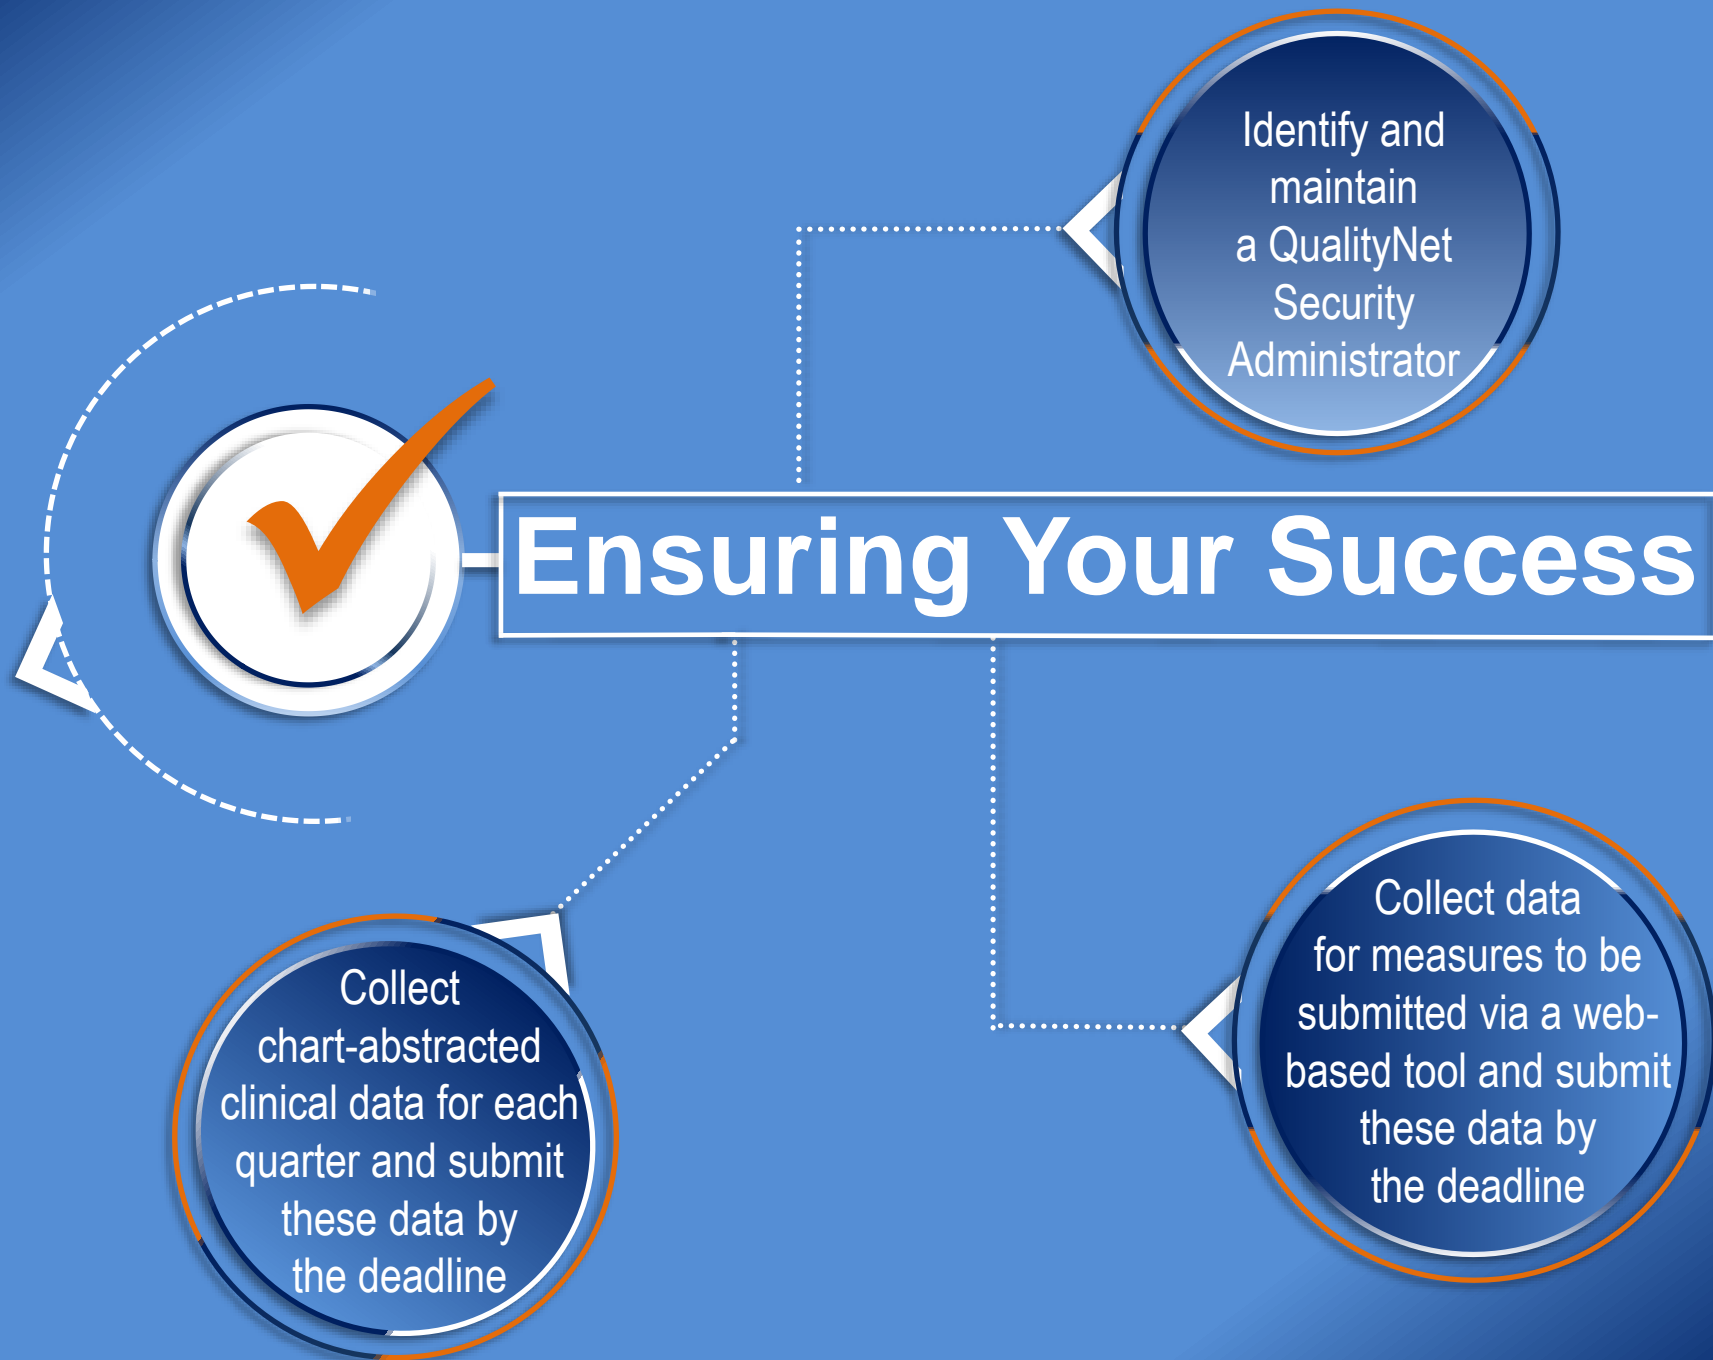 Identify and
maintain
a QualityNet
Security
Administrator
Ensuring Your Success
Collect
chart-abstracted
clinical data for each
quarter and submit
these data by
the deadline
Collect data
for measures to be
submitted via a web-
based tool and submit
these data by
the deadline